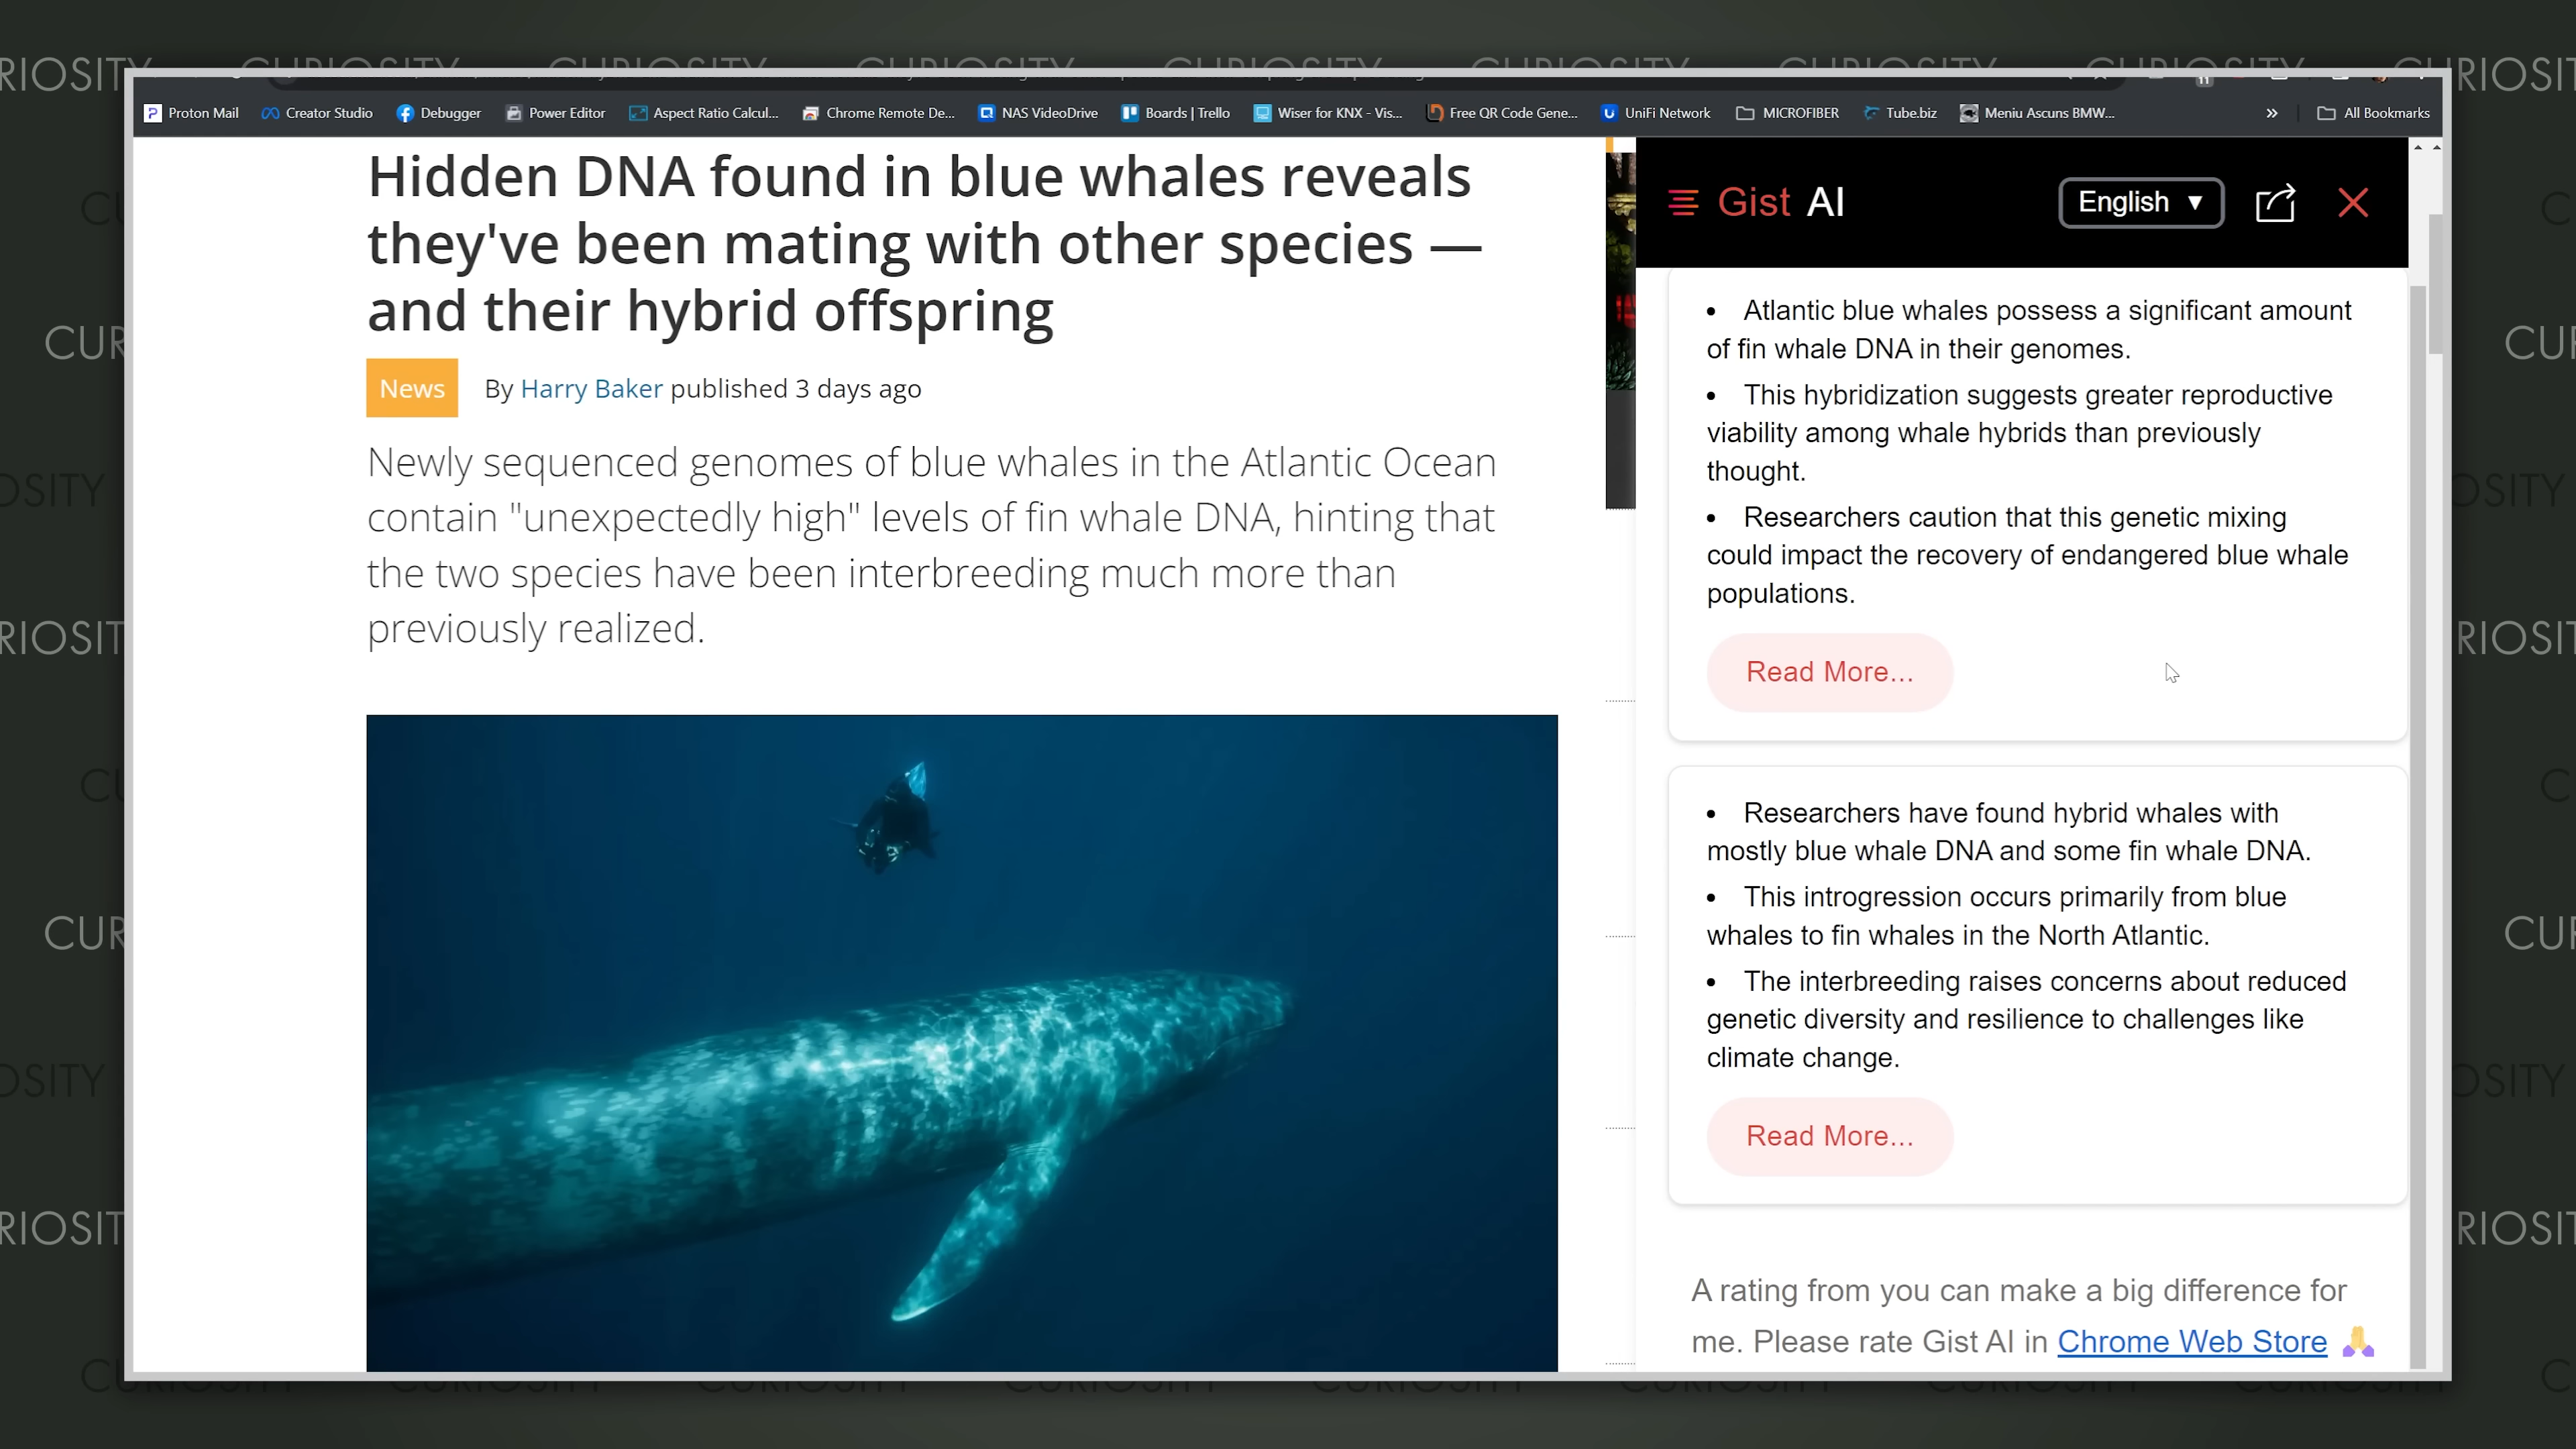 CURIOSITY CURIOSITY CURIOSITY CURIOSITY CURIOSITY CURIOSITY
Proton Mail Creator Studio Debugger Power Editor Aspect Ratio Calcul... Chrome Remote De... NAS VideoDrive Boards | Trello Wiser for KNX - Vis... Free QR Code Gene... UniFi Network MICROFIBER Tube.biz Meniu Ascuns BMW... » All Bookmarks
Hidden DNA found in blue whales reveals
they've been mating with other species —
and their hybrid offspring
News By Harry Baker published 3 days ago
Newly sequenced genomes of blue whales in the Atlantic Ocean
contain "unexpectedly high" levels of fin whale DNA, hinting that
the two species have been interbreeding much more than
previously realized.
Gist AI English ▼
• Atlantic blue whales possess a significant amount
of fin whale DNA in their genomes.
• This hybridization suggests greater reproductive
viability among whale hybrids than previously
thought.
• Researchers caution that this genetic mixing
could impact the recovery of endangered blue whale
populations.
Read More...
• Researchers have found hybrid whales with
mostly blue whale DNA and some fin whale DNA.
• This introgression occurs primarily from blue
whales to fin whales in the North Atlantic.
• The interbreeding raises concerns about reduced
genetic diversity and resilience to challenges like
climate change.
Read More...
A rating from you can make a big difference for
me. Please rate Gist AI in Chrome Web Store 🙏